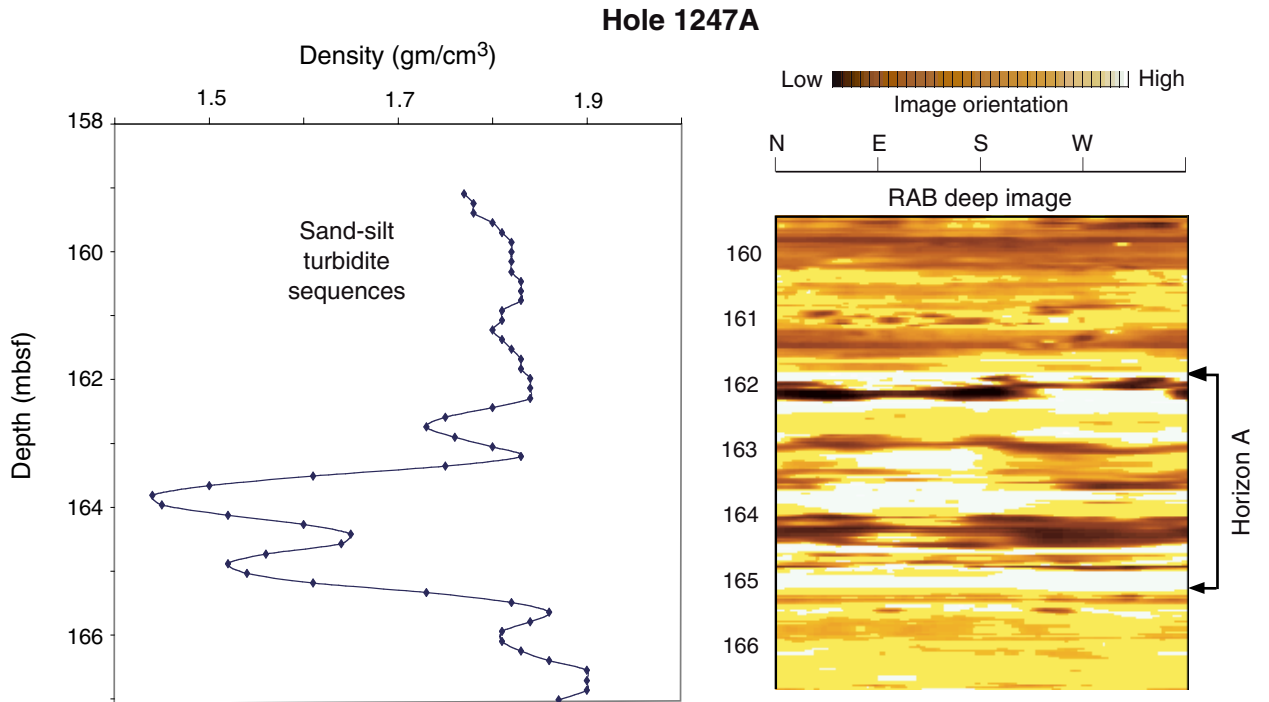 Hole 1247A
Density (gm/cm³)
1.5 1.7 1.9
158
160
162
164
166
Depth (mbsf)
Sand-silt
turbidite
sequences
Low High
Image orientation
N E S W
RAB deep image
160
161
162
163
164
165
166
Horizon A